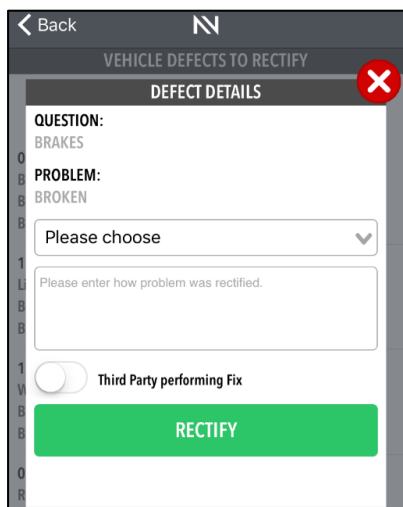 Back
VEHICLE DEFECTS TO RECTIFY
DEFECT DETAILS
QUESTION:
BRAKES
PROBLEM:
BROKEN
Please choose
Please enter how problem was rectified.
Third Party performing Fix
RECTIFY